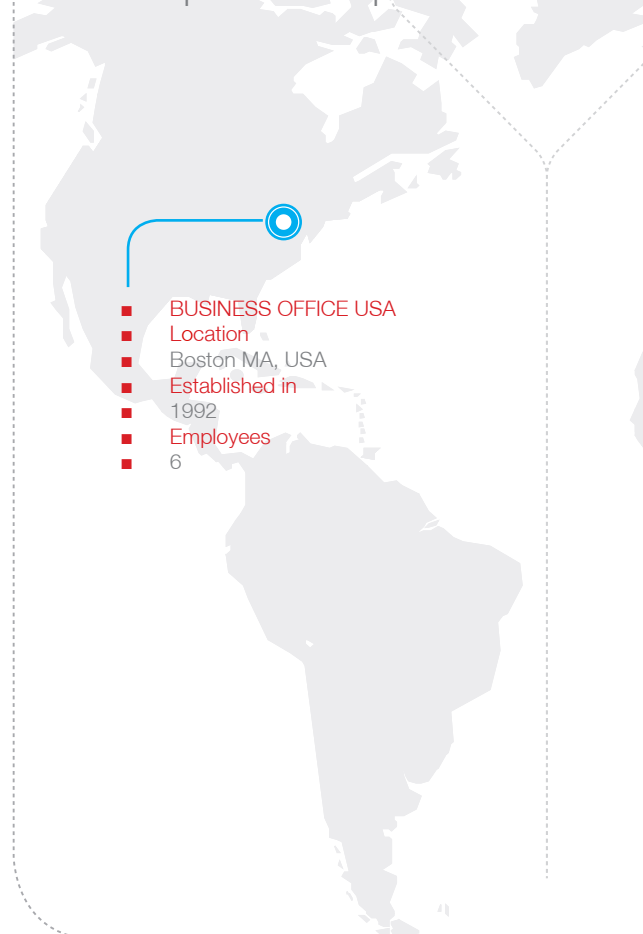 ■ BUSINESS OFFICE USA
■ Location
■ Boston MA, USA
■ Established in
■ 1992
■ Employees
■ 6